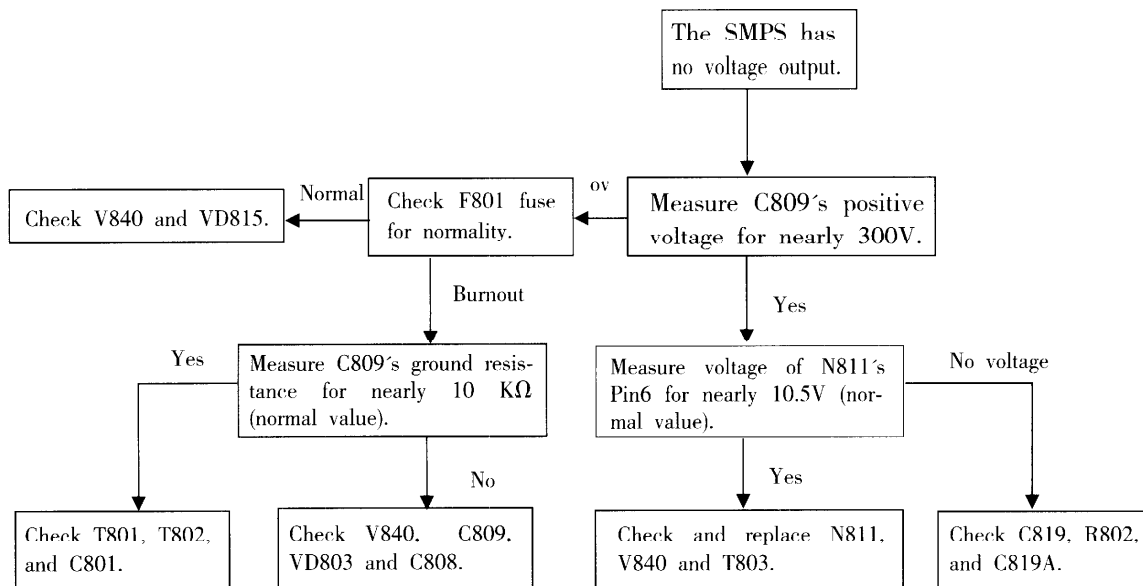 The SMPS has
no voltage output.
Normal
ov
Check V840 and VD815.
Check F801 fuse
for normality.
Measure C809´s positive
voltage for nearly 300V.
Burnout
Yes
Yes
Measure C809´s ground resis-
tance for nearly 10 KΩ
(normal value).
Measure voltage of N811´s
Pin6 for nearly 10.5V (nor-
mal value).
No voltage
No
Yes
Check T801, T802,
and C801.
Check V840, C809,
VD803 and C808.
Check and replace N811,
V840 and T803.
Check C819, R802,
and C819A.